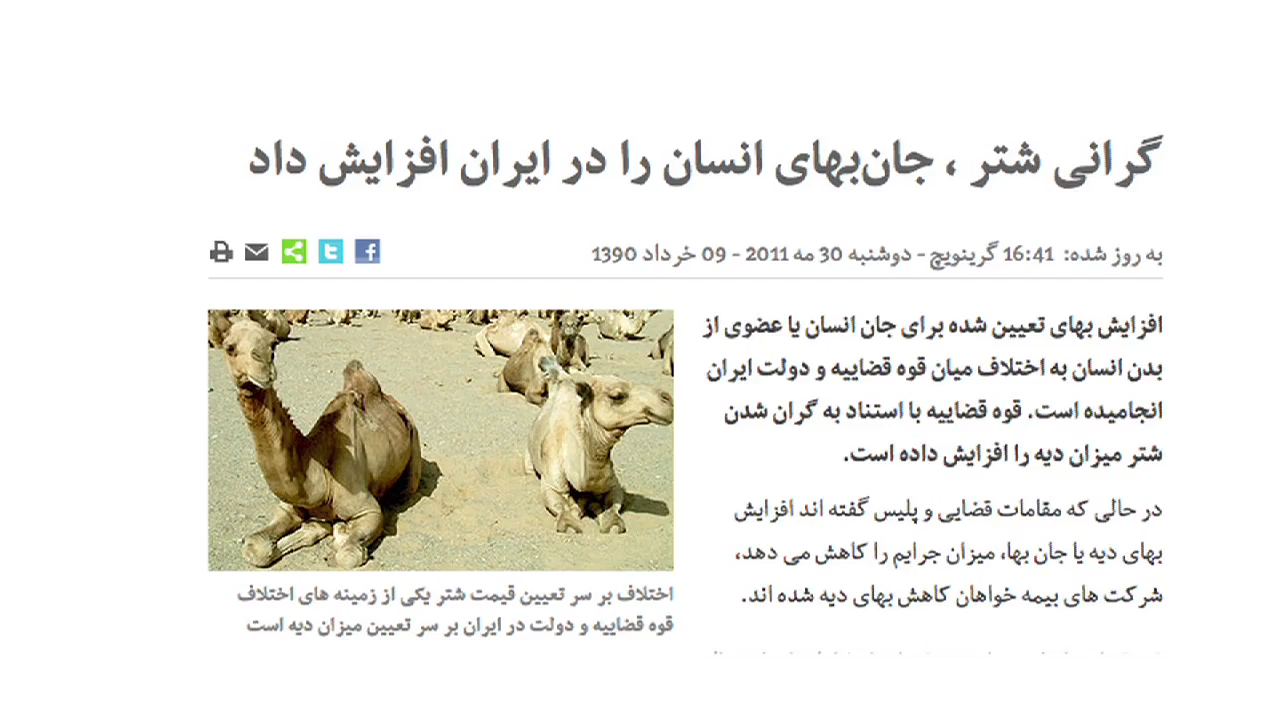 گرانی شتر ، جان‌بهای انسان را در ایران افزایش داد
به روز شده: 16:41 گرینویچ - دوشنبه 30 مه 2011 - 09 خرداد 1390
افزایش بهای تعیین شده برای جان انسان یا عضوی از
بدن انسان به اختلاف میان قوه قضاییه و دولت ایران
انجامیده است. قوه قضاییه با استناد به گران شدن
شتر میزان دیه را افزایش داده است.
در حالی که مقامات قضایی و پلیس گفته اند افزایش
بهای دیه یا جان بها، میزان جرایم را کاهش می دهد،
شرکت های بیمه خواهان کاهش بهای دیه شده اند.
اختلاف بر سر تعیین قیمت شتر یکی از زمینه های اختلاف
قوه قضاییه و دولت در ایران بر سر تعیین میزان دیه است